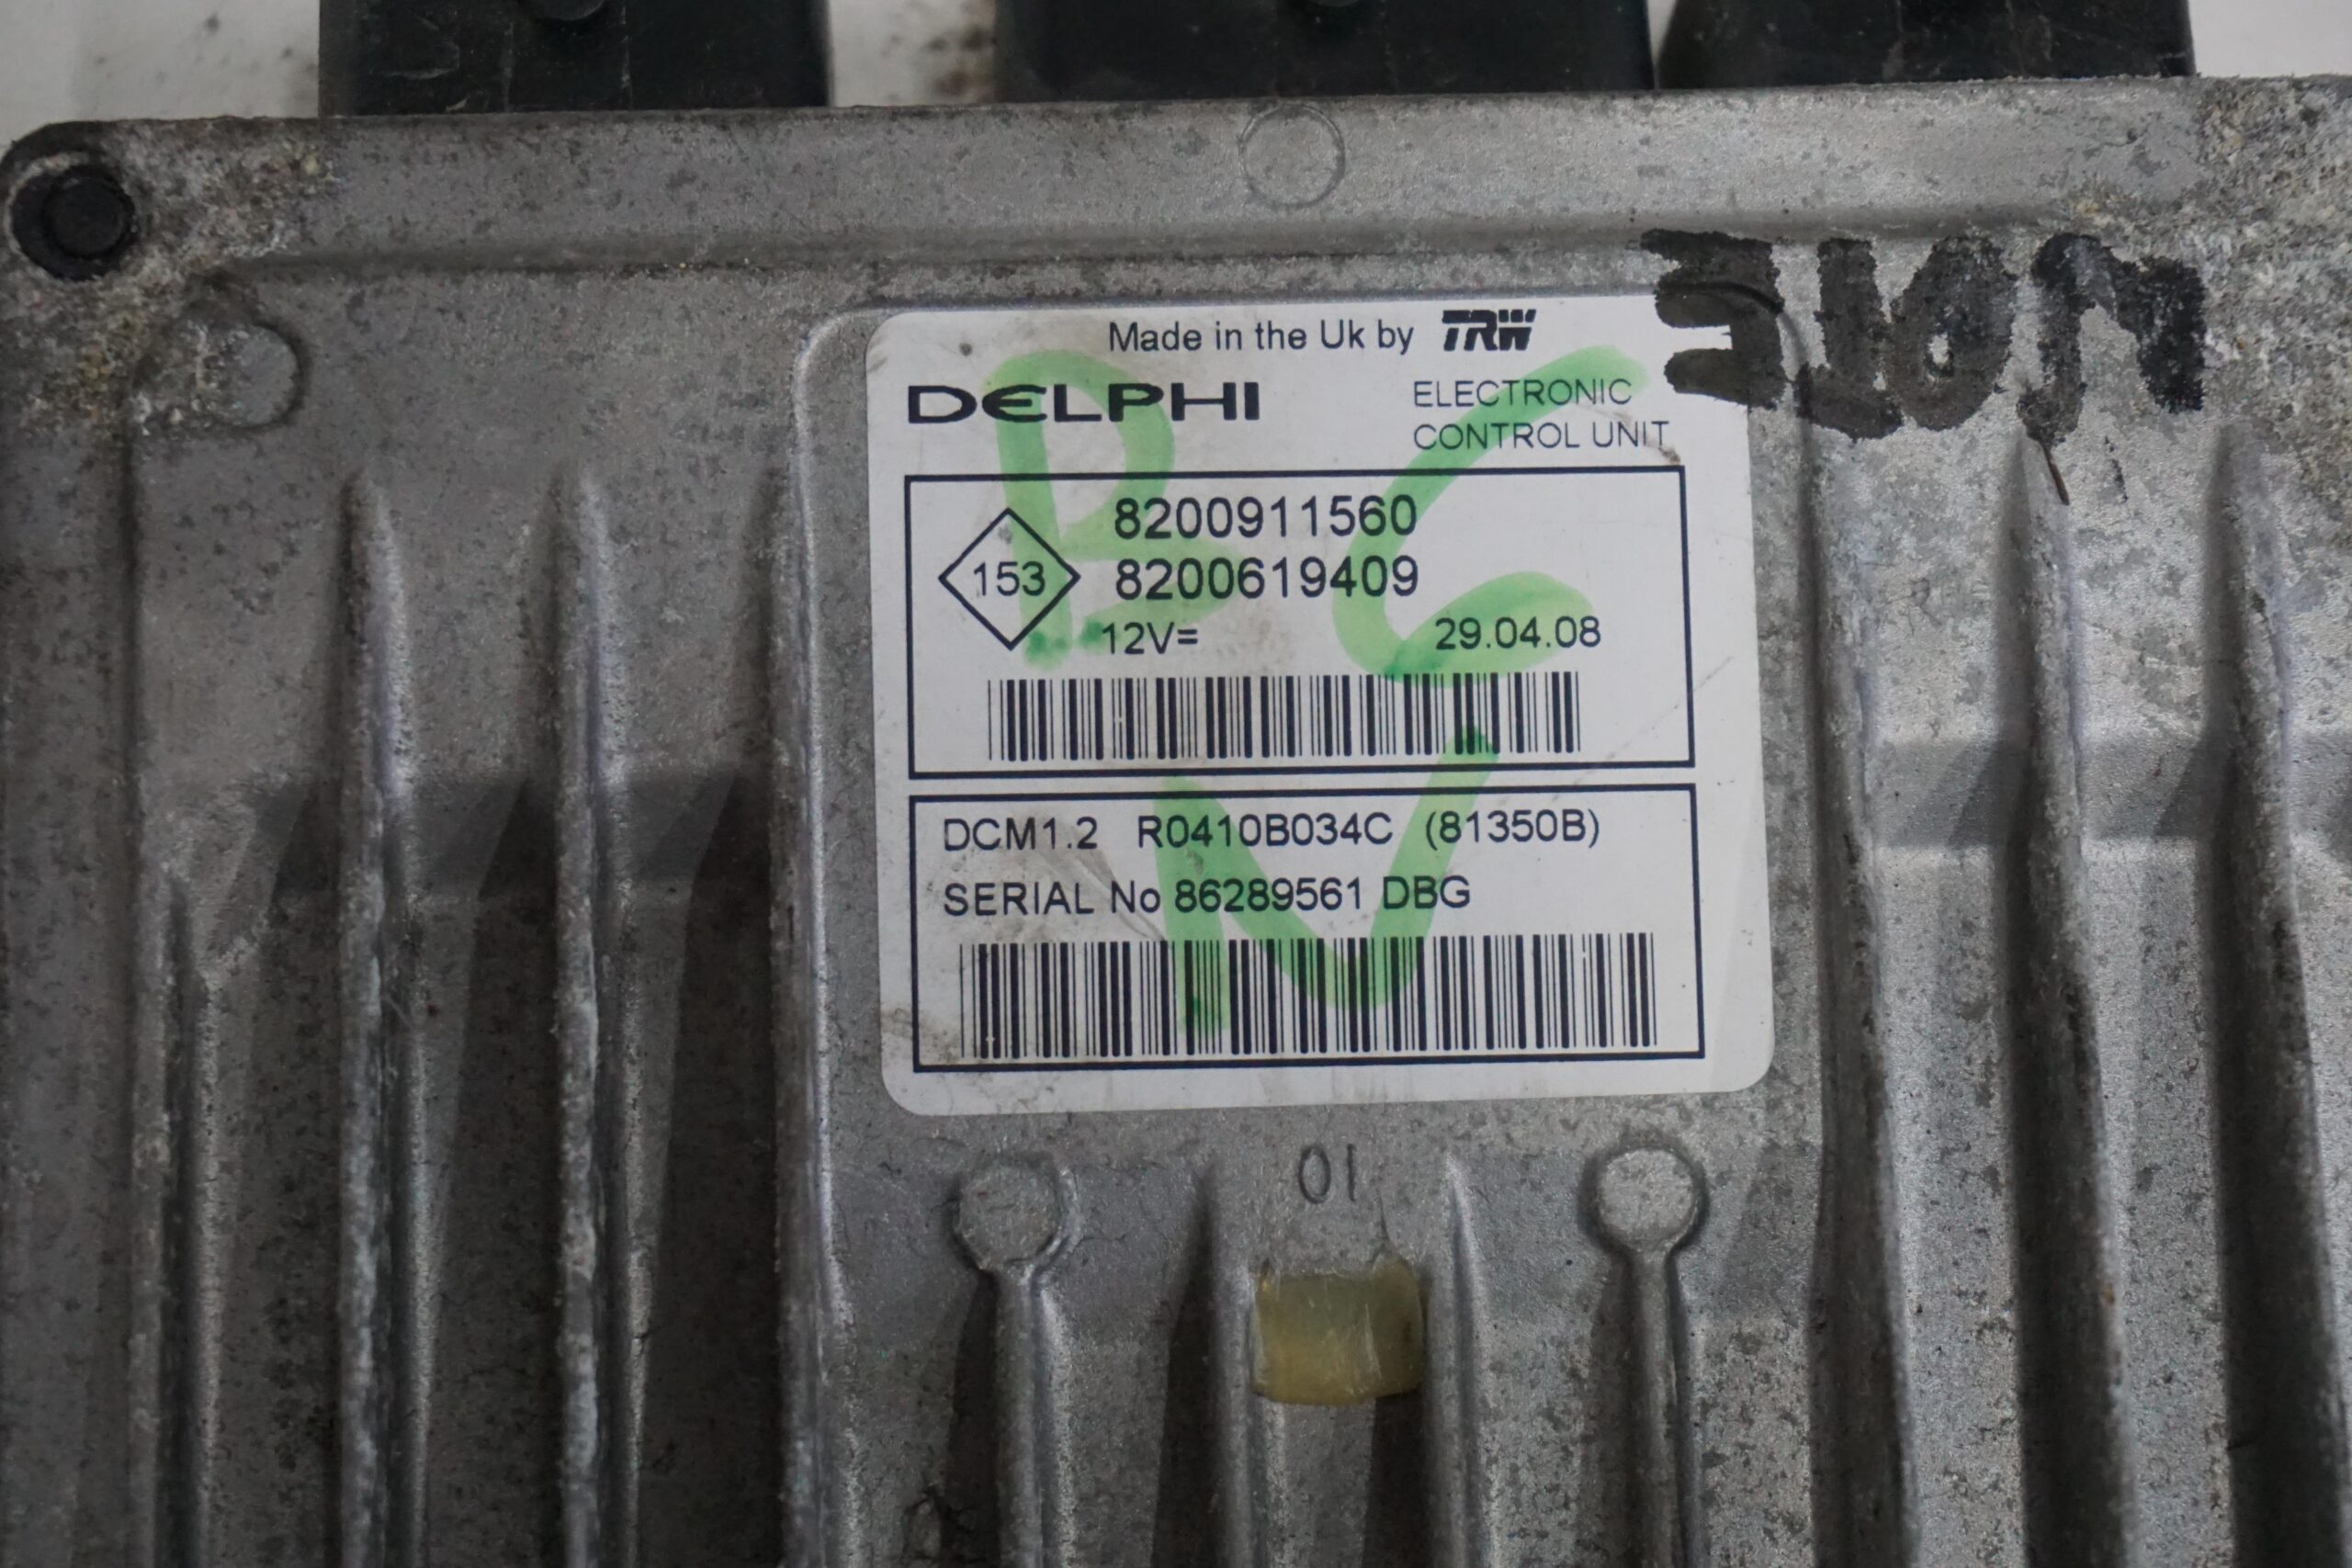 Made in the Uk by TRW
DELPHI
ELECTRONIC
CONTROL UNIT
8200911560
153
8200619409
12V= 29.04.08
DCM1.2 R0410B034C (81350B)
SERIAL No 86289561 DBG
01